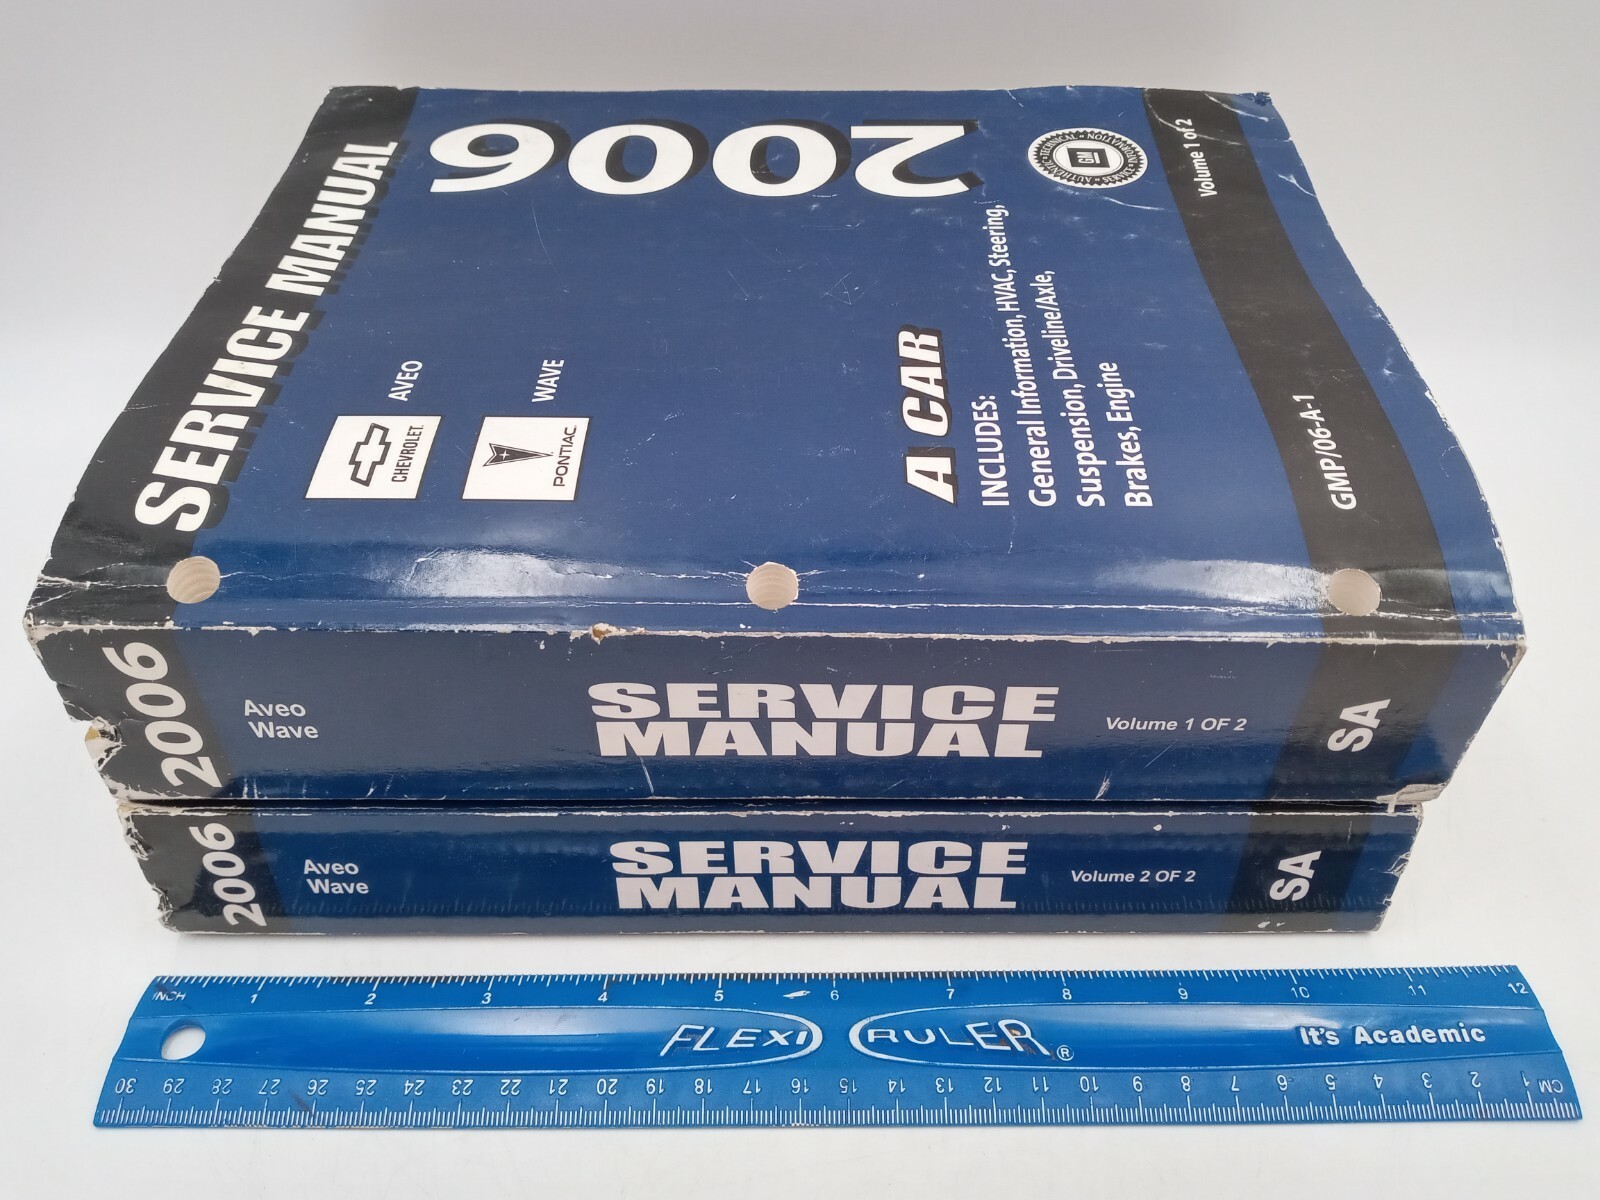 SERVICE MANUAL
2006
AUTHENTIC • TECHNICAL • INFORMATION
GM
Volume 1 of 2
CHEVROLET
AVEO
PONTIAC
WAVE
A CAR
INCLUDES:
General Information, HVAC, Steering,
Suspension, Driveline/Axle,
Brakes, Engine
GMP/06-A-1
2006
Aveo
Wave
SERVICE
MANUAL
Volume 1 OF 2
SA
2006
Aveo
Wave
SERVICE
MANUAL
Volume 2 OF 2
SA
INCH 1 2 3 4 5 6 7 8 9 10 11 12
FLEXI RULER ®
It's Academic
30 29 28 27 26 25 24 23 22 21 20 19 18 17 16 15 14 13 12 11 10 9 8 7 6 5 4 3 2 1 CM